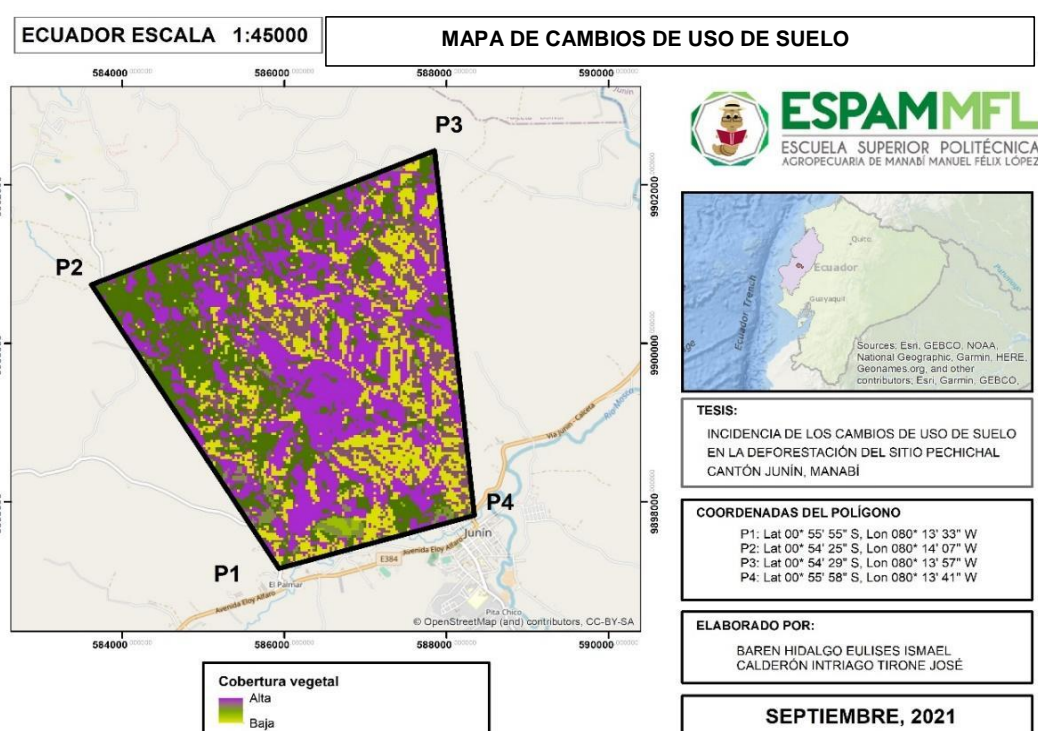 ECUADOR ESCALA 1:45000
MAPA DE CAMBIOS DE USO DE SUELO
584000 586000 588000 590000
Junín
P3
9902000
P2
9900000
Vía Junín - Calceta
Río Mosca
9898000
P4
Junín
Avenida Eloy Alfaro
E384
P1
El Palmar
Avenida Eloy Alfaro
Pita Chico
© OpenStreetMap (and) contributors, CC-BY-SA
584000 586000 588000 590000
Cobertura vegetal
Alta
Baja
ESPAMMFL
ESCUELA SUPERIOR POLITÉCNICA
AGROPECUARIA DE MANABÍ MANUEL FÉLIX LÓPEZ
Quito
Ecuador
Guayaquil
Ecuador Trench
Sources: Esri, GEBCO, NOAA,
National Geographic, Garmin, HERE,
Geonames.org, and other
contributors; Esri, Garmin, GEBCO,
TESIS:
INCIDENCIA DE LOS CAMBIOS DE USO DE SUELO
EN LA DEFORESTACIÓN DEL SITIO PECHICHAL
CANTÓN JUNÍN, MANABÍ
COORDENADAS DEL POLÍGONO
P1: Lat 00* 55' 55" S, Lon 080* 13' 33" W
P2: Lat 00* 54' 25" S, Lon 080* 14' 07" W
P3: Lat 00* 54' 29" S, Lon 080* 13' 57" W
P4: Lat 00* 55' 58" S, Lon 080* 13' 41" W
ELABORADO POR:
BAREN HIDALGO EULISES ISMAEL
CALDERÓN INTRIAGO TIRONE JOSÉ
SEPTIEMBRE, 2021